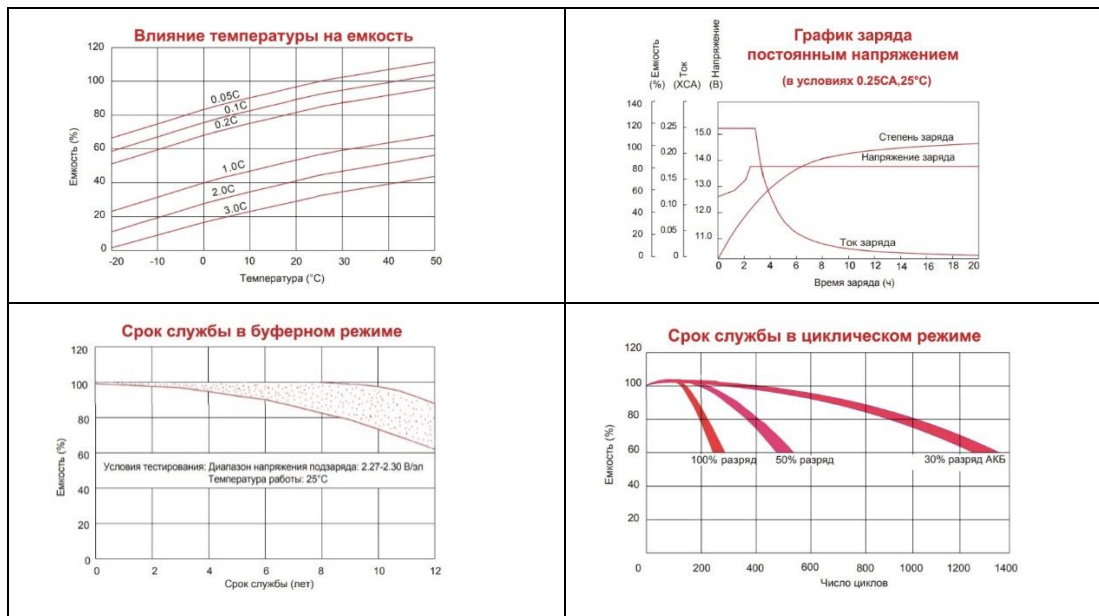 Влияние температуры на емкость
120
100
80
60
40
20
0
Емкость (%)
0.05C
0.1C
0.2C
1.0C
2.0C
3.0C
-20 -10 0 10 20 30 40 50
Температура (°C)
График заряда
постоянным напряжением
(в условиях 0.25CA,25°C)
(%) Емкость
(XCA) Ток
(В) Напряжение
140
120
100
80
60
40
20
0
0.25
0.20
0.15
0.10
0.05
0
15.0
14.0
13.0
12.0
11.0
Степень заряда
Напряжение заряда
Ток заряда
0 2 4 6 8 10 12 14 16 18 20
Время заряда (ч)
Срок службы в буферном режиме
120
100
80
60
40
20
0
Емкость (%)
Условия тестирования: Диапазон напряжения подзаряда: 2.27-2.30 В/эл
Температура работы: 25°C
0 2 4 6 8 10 12
Срок службы (лет)
Срок службы в циклическом режиме
120
100
80
60
40
20
Емкость (%)
100% разряд
50% разряд
30% разряд АКБ
0 200 400 600 800 1000 1200 1400
Число циклов